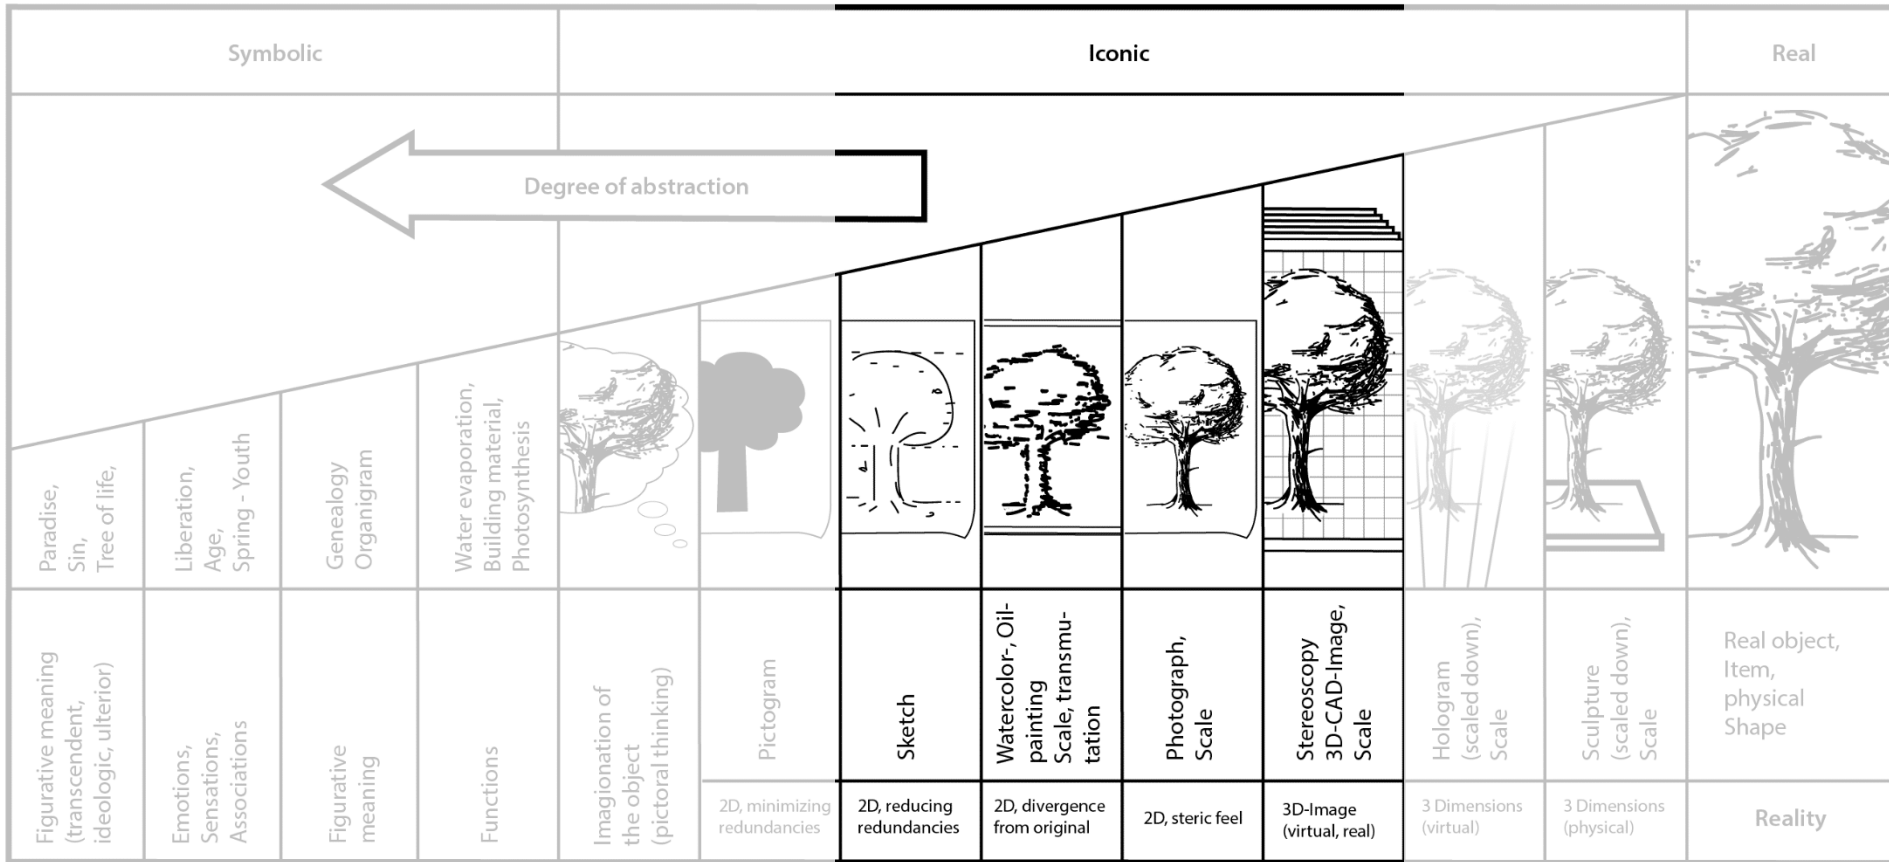 Symbolic
Iconic
Real
Degree of abstraction
Paradise,
Sin,
Tree of life,
Liberation,
Age,
Spring - Youth
Genealogy
Organigram
Water evaporation,
Building material,
Photosynthesis
Figurative meaning
(transcendent,
ideologic, ulterior)
Emotions,
Sensations,
Associations
Figurative
meaning
Functions
Imagionation of
the object
(pictoral thinking)
Pictogram
Sketch
Watercolor-, Oil-
painting
Scale, transmu-
tation
Photograph,
Scale
Stereoscopy
3D-CAD-Image,
Scale
Hologram
(scaled down),
Scale
Sculpture
(scaled down),
Scale
Real object,
Item,
physical
Shape
2D, minimizing
redundancies
2D, reducing
redundancies
2D, divergence
from original
2D, steric feel
3D-Image
(virtual, real)
3 Dimensions
(virtual)
3 Dimensions
(physical)
Reality